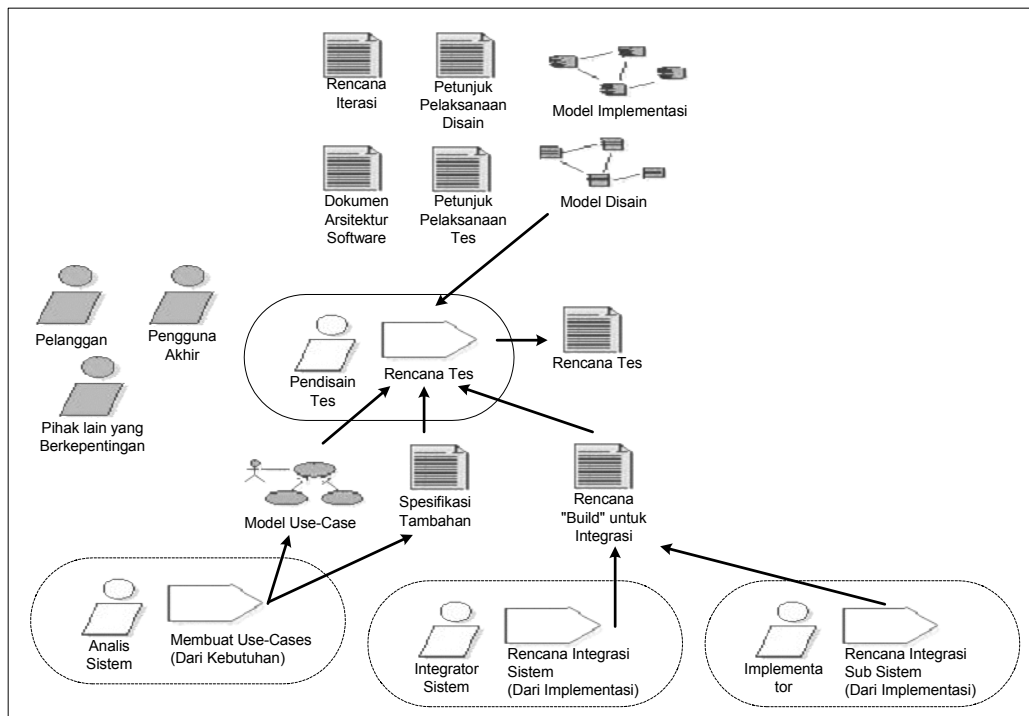 Rencana
Iterasi
Petunjuk
Pelaksanaan
Disain
Model Implementasi
Dokumen
Arsitektur
Software
Petunjuk
Pelaksanaan
Tes
Model Disain
Pelanggan
Pengguna
Akhir
Pihak lain yang
Berkepentingan
Pendisain
Tes
Rencana Tes
Rencana Tes
Model Use-Case
Spesifikasi
Tambahan
Rencana
"Build" untuk
Integrasi
Analis
Sistem
Membuat Use-Cases
(Dari Kebutuhan)
Integrator
Sistem
Rencana Integrasi
Sistem
(Dari Implementasi)
Implementa
tor
Rencana Integrasi
Sub Sistem
(Dari Implementasi)